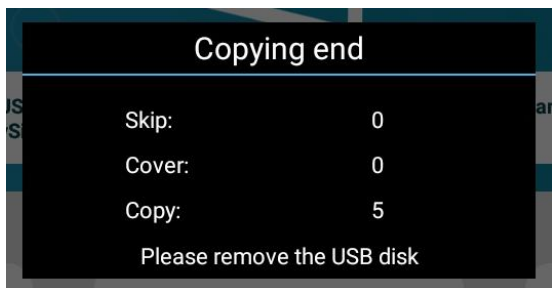 Copying end
Skip: 0
Cover: 0
Copy: 5
Please remove the USB disk